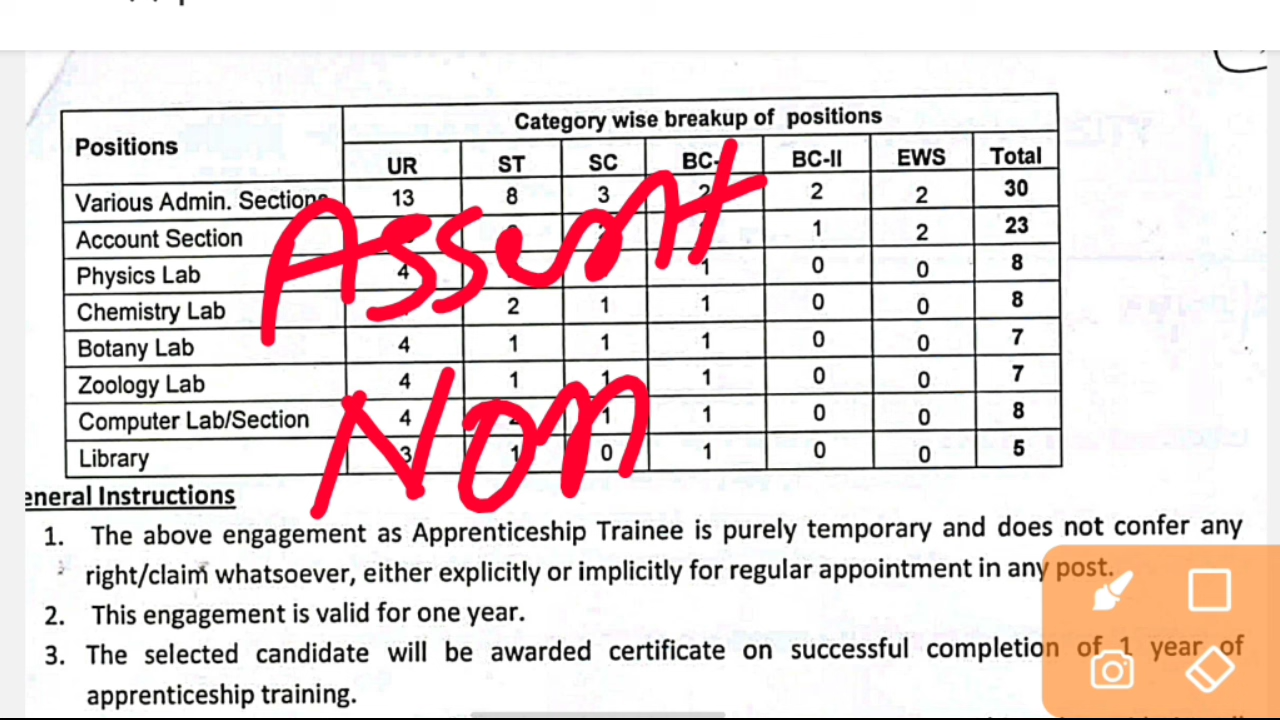 Category wise breakup of positions
Positions UR ST SC BC- BC-II EWS Total
Various Admin. Sections 13 8 3 2 2 2 30
Account Section 1 2 23
Physics Lab 4 1 0 0 8
Chemistry Lab 2 1 1 0 0 8
Botany Lab 4 1 1 1 0 0 7
Zoology Lab 4 1 1 1 0 0 7
Computer Lab/Section 4 2 1 1 0 0 8
Library 3 1 0 1 0 0 5
Assent
Non
eneral Instructions
1. The above engagement as Apprenticeship Trainee is purely temporary and does not confer any
right/claim whatsoever, either explicitly or implicitly for regular appointment in any post.
2. This engagement is valid for one year.
3. The selected candidate will be awarded certificate on successful completion of 1 year of
apprenticeship training.